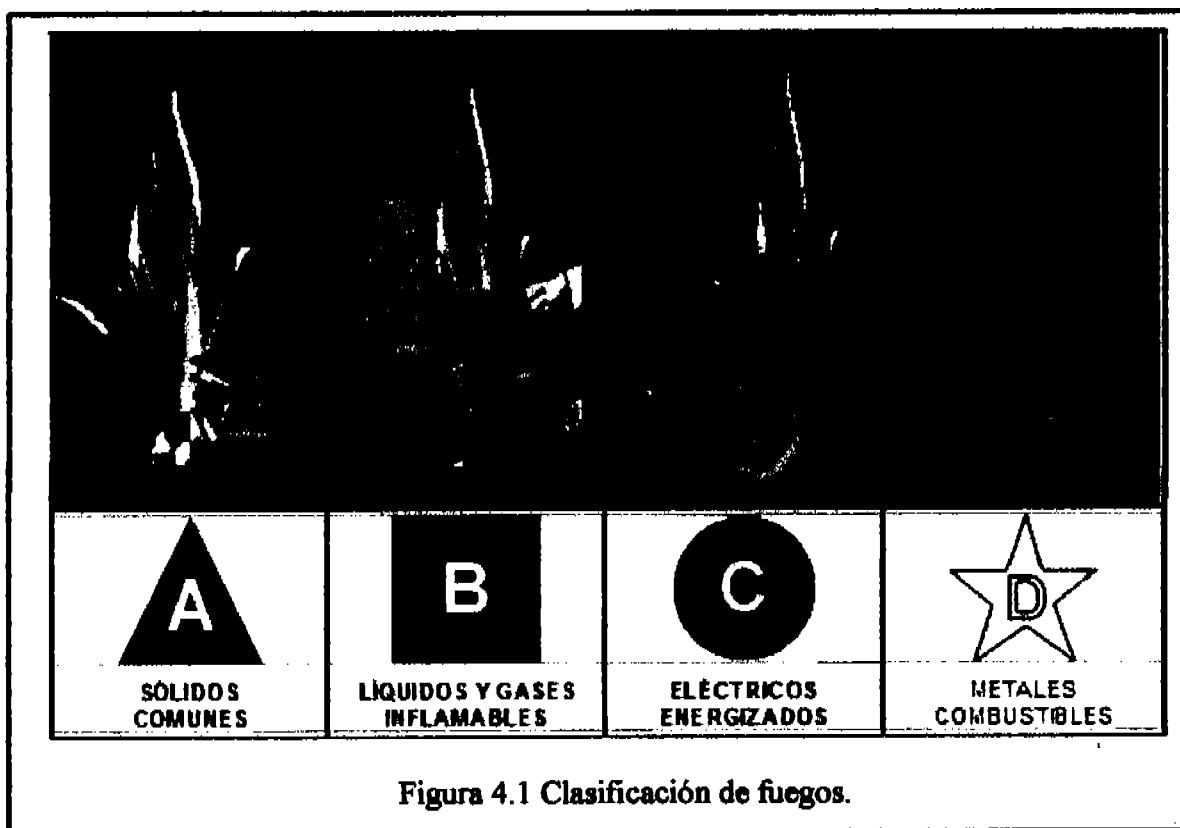 A
B
C
D
SÓLIDOS
COMUNES
LÍQUIDOS Y GASES
INFLAMABLES
ELÉCTRICOS
ENERGIZADOS
METALES
COMBUSTIBLES
Figura 4.1 Clasificación de fuegos.